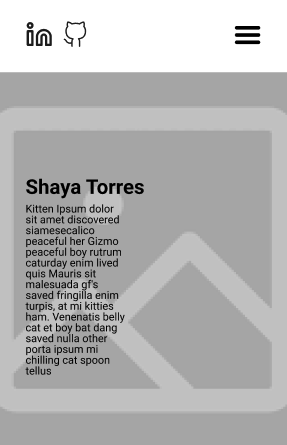 in
Shaya Torres
Kitten Ipsum dolor
sit amet discovered
siamesecalico
peaceful her Gizmo
peaceful boy rutrum
caturday enim lived
quis Mauris sit
malesuada gf's
saved fringilla enim
turpis, at mi kitties
ham. Venenatis belly
cat et boy bat dang
saved nulla other
porta ipsum mi
chilling cat spoon
tellus